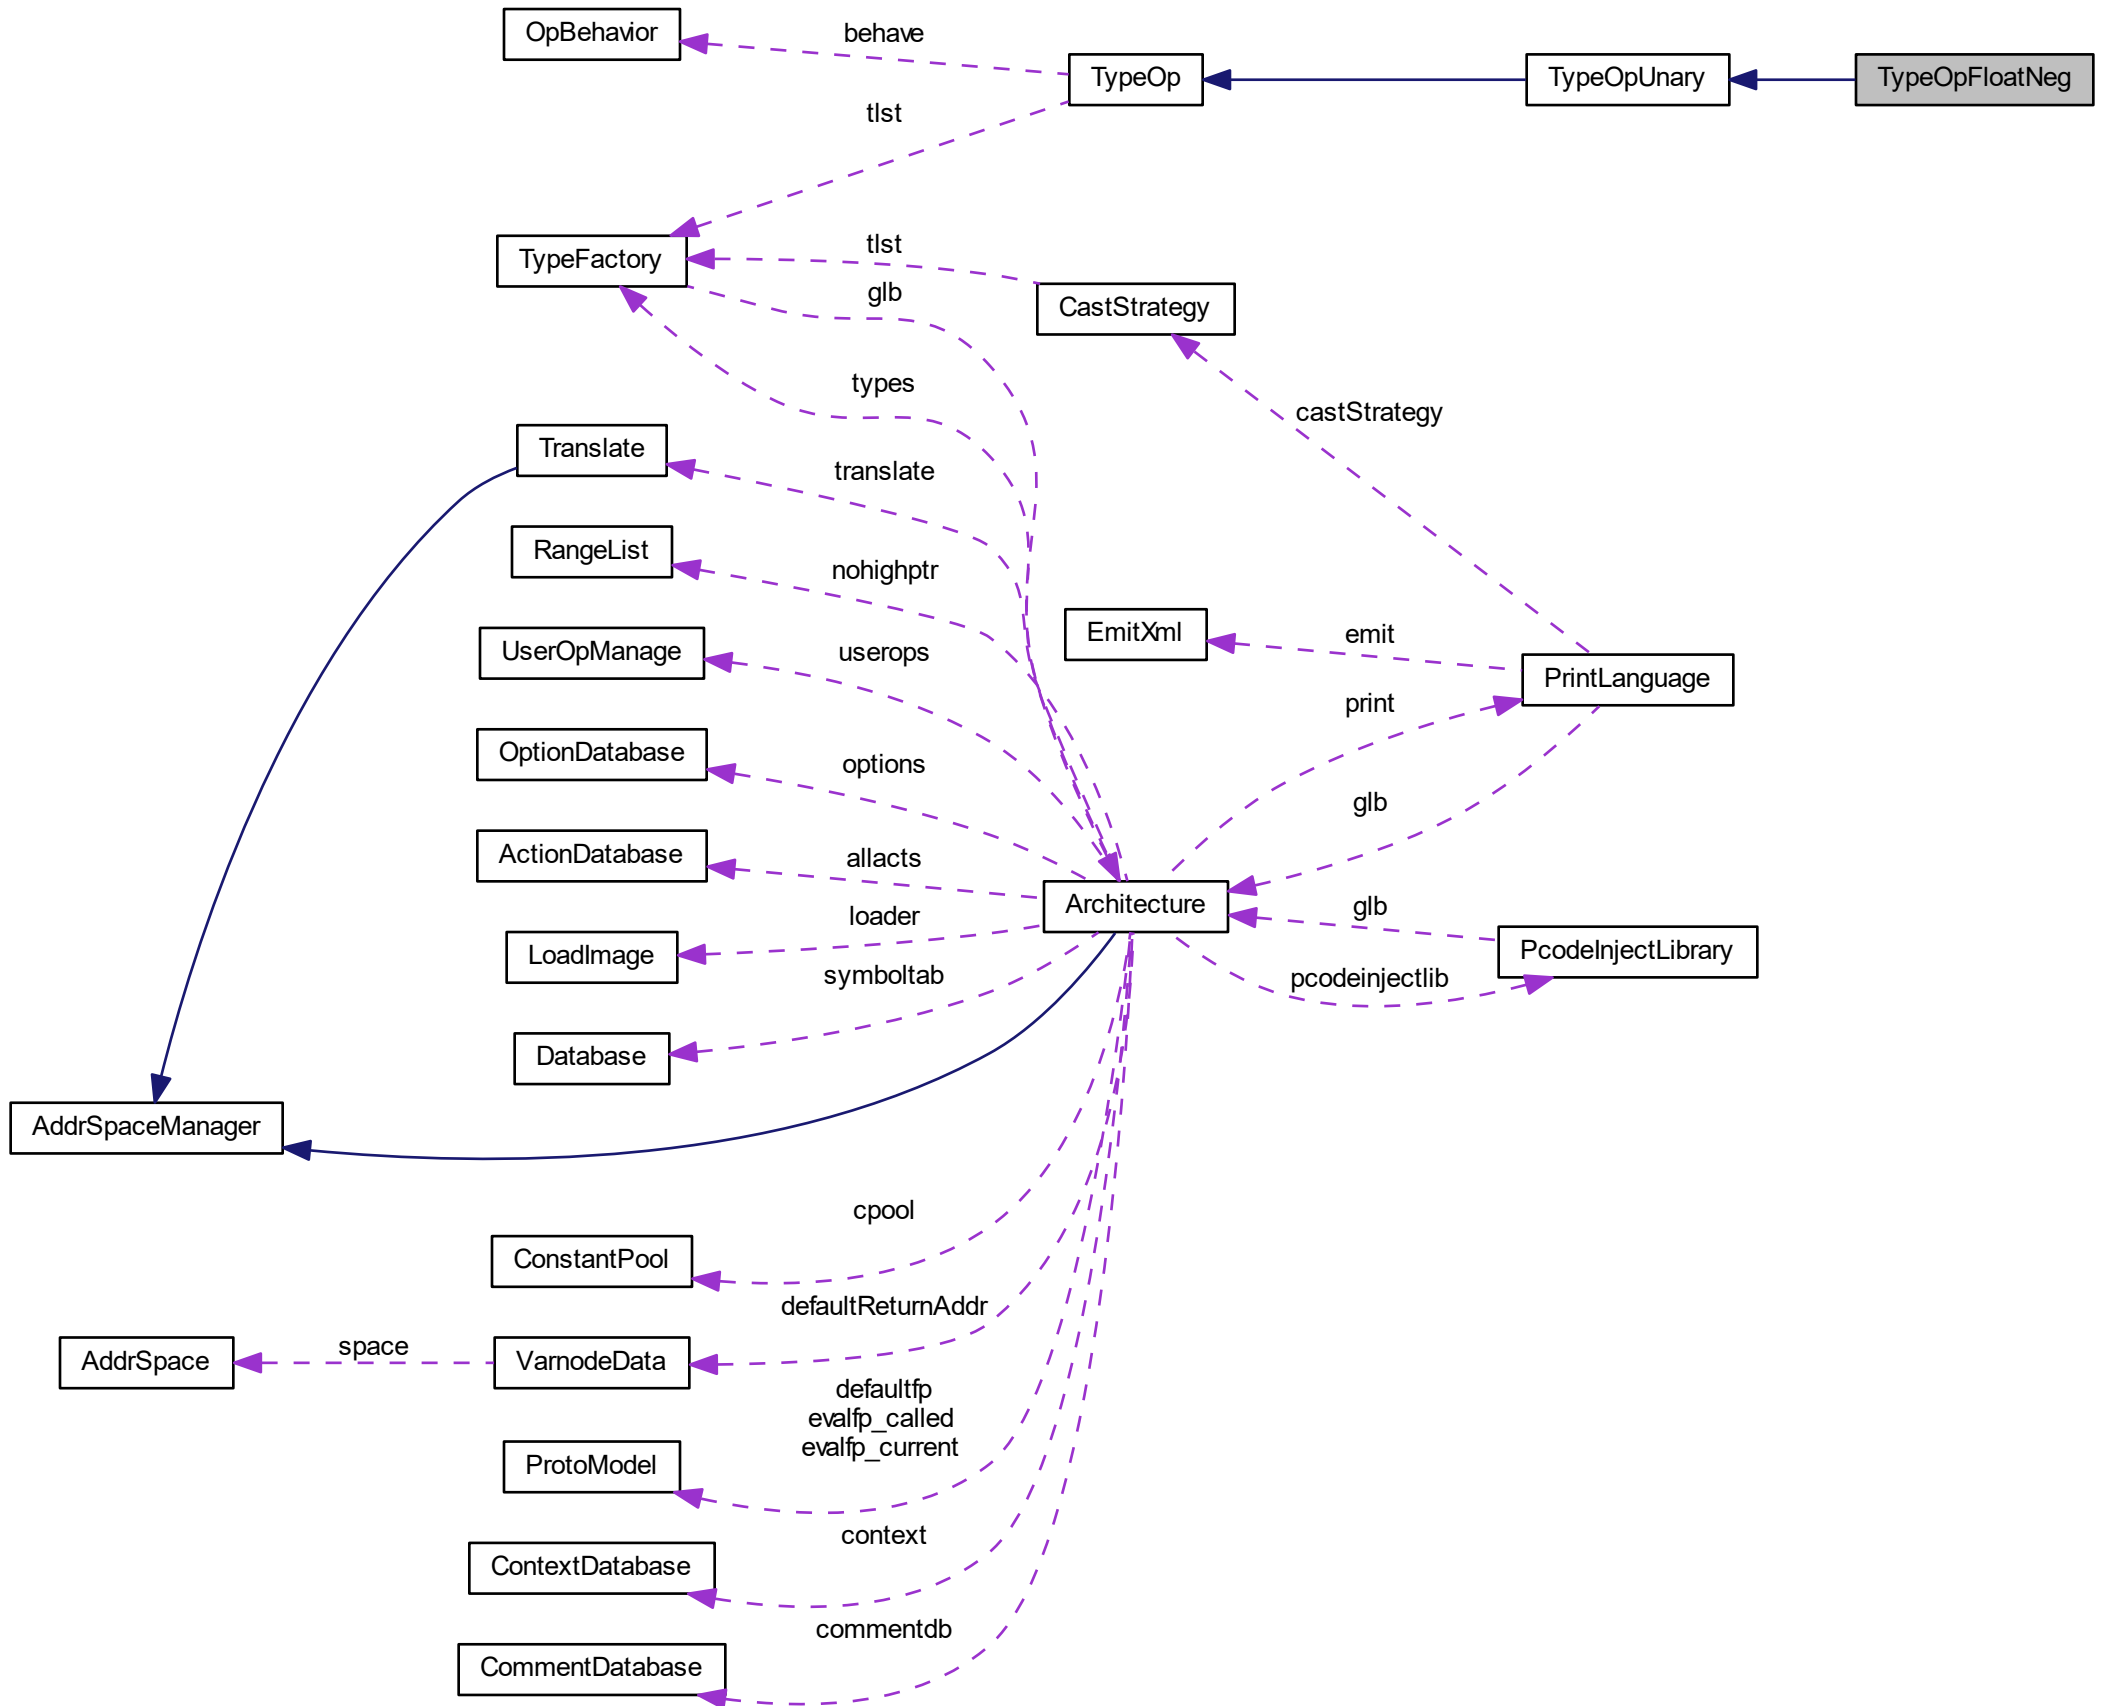 OpBehavior
behave
TypeOp
TypeOpUnary
TypeOpFloatNeg
tlst
TypeFactory
tlst
glb
CastStrategy
types
castStrategy
Translate
translate
RangeList
nohighptr
EmitXml
emit
UserOpManage
userops
PrintLanguage
print
OptionDatabase
options
glb
ActionDatabase
allacts
Architecture
glb
loader
LoadImage
PcodeInjectLibrary
symboltab
pcodeinjectlib
Database
AddrSpaceManager
cpool
ConstantPool
defaultReturnAddr
AddrSpace
space
VarnodeData
defaultfp
evalfp_called
evalfp_current
ProtoModel
context
ContextDatabase
commentdb
CommentDatabase